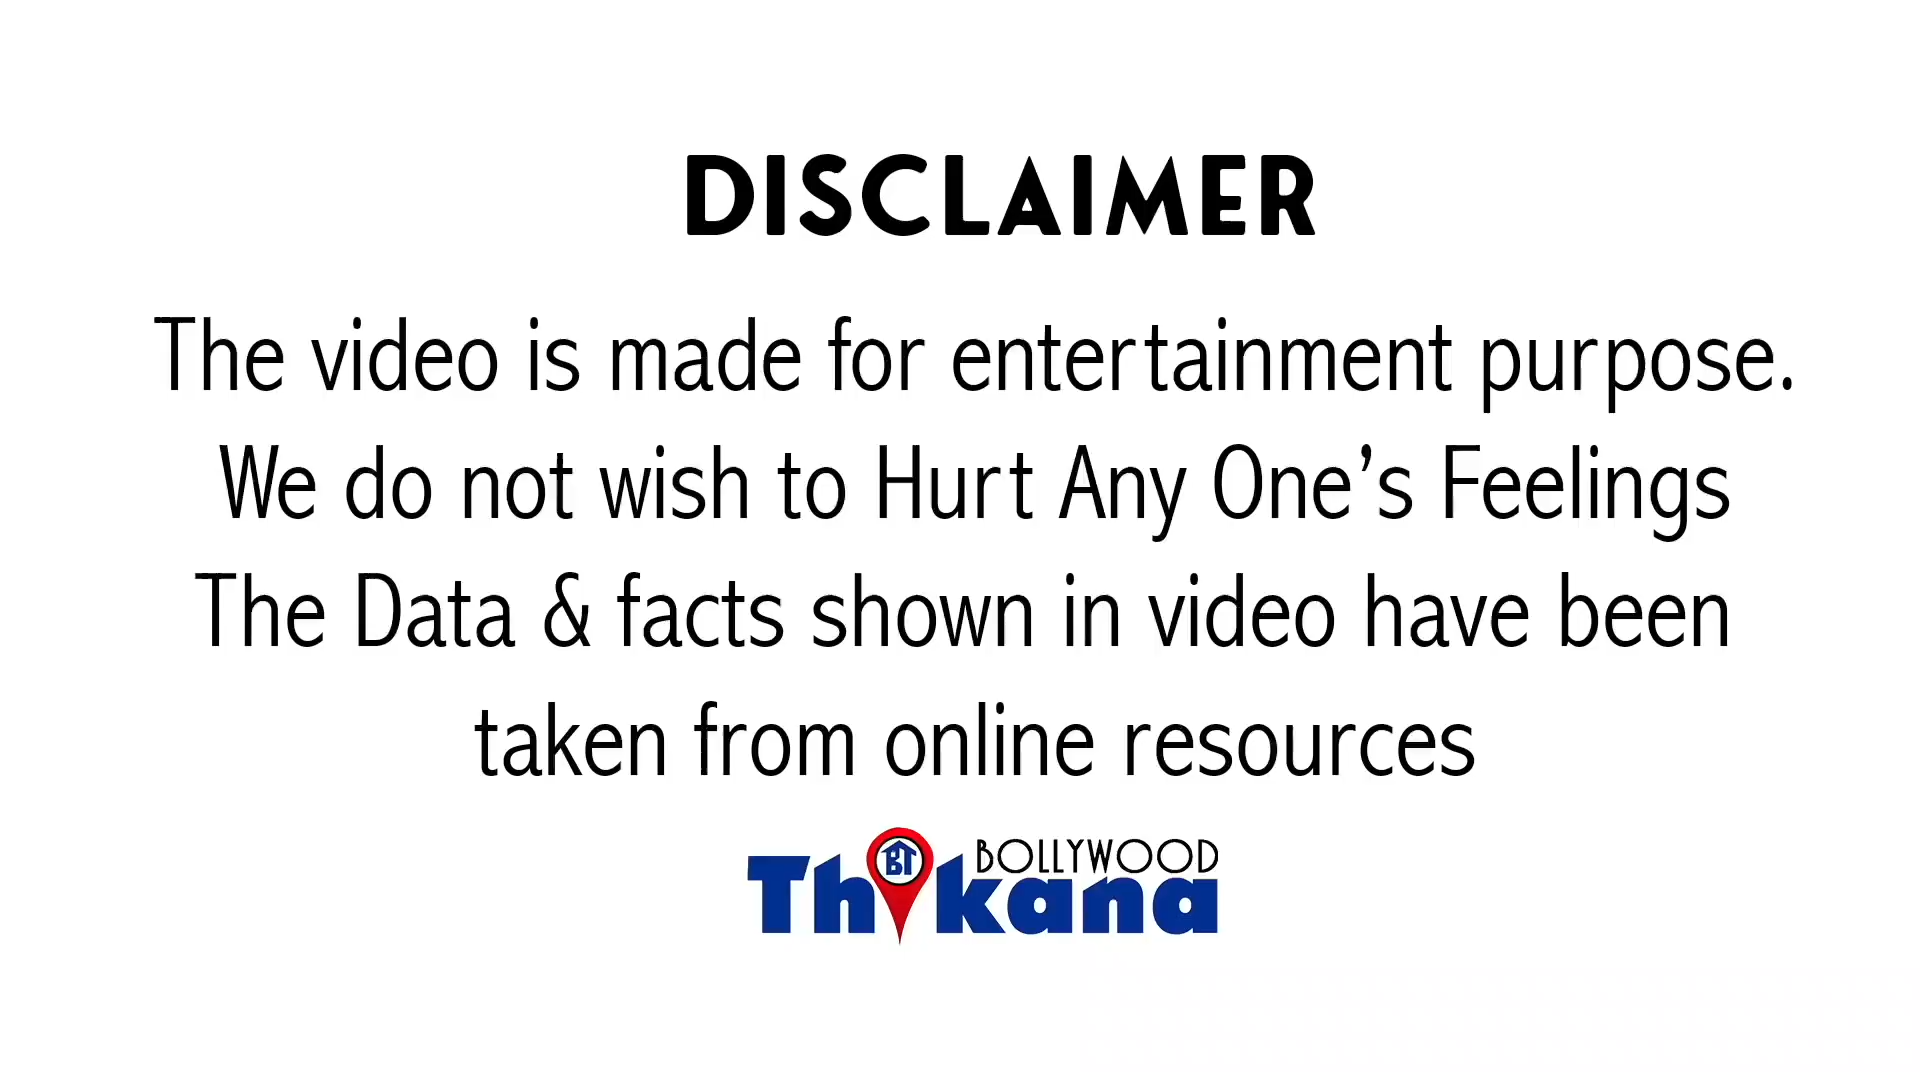 DISCLAIMER
The video is made for entertainment purpose.
We do not wish to Hurt Any One’s Feelings
The Data & facts shown in video have been
taken from online resources
BT
BOLLYWOOD
Thikana